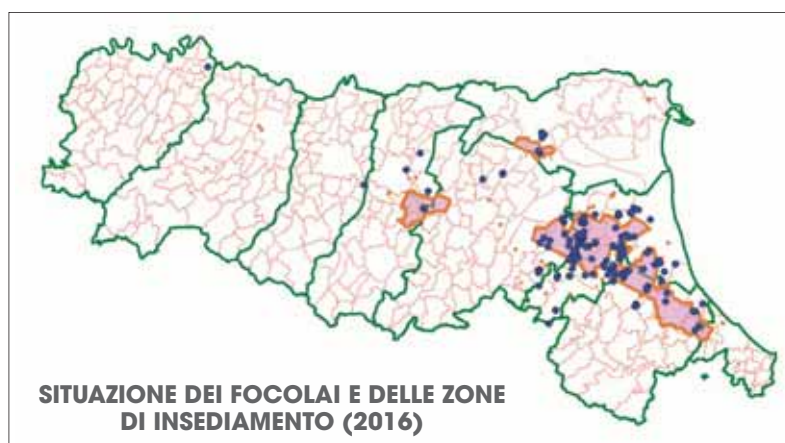 SITUAZIONE DEI FOCOLAI E DELLE ZONE
DI INSEDIAMENTO (2016)